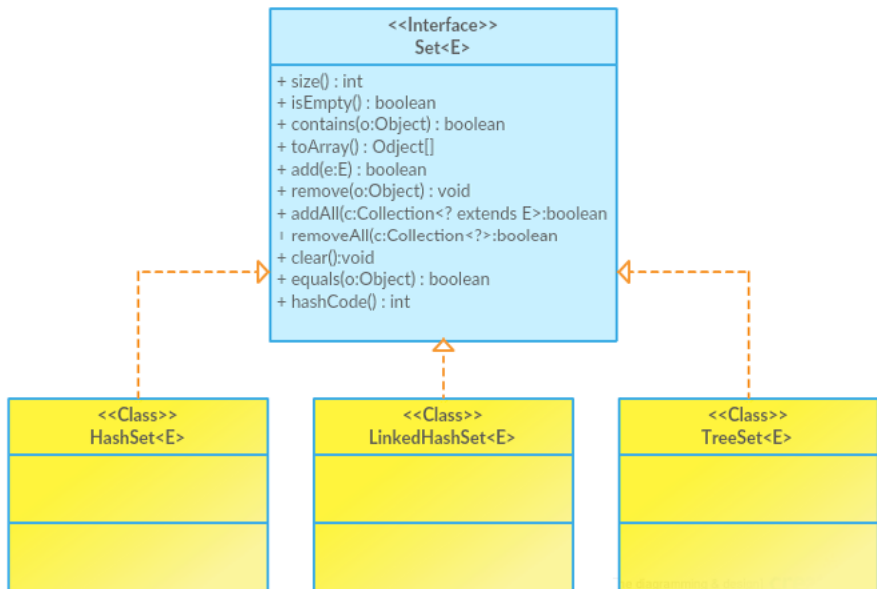 <<Interface>>
Set<E>
+ size() : int
+ isEmpty() : boolean
+ contains(o:Object) : boolean
+ toArray() : Odject[]
+ add(e:E) : boolean
+ remove(o:Object) : void
+ addAll(c:Collection<? extends E>:boolean
+ removeAll(c:Collection<?>:boolean
+ clear():void
+ equals(o:Object) : boolean
+ hashCode() : int
<<Class>>
HashSet<E>
<<Class>>
LinkedHashSet<E>
<<Class>>
TreeSet<E>